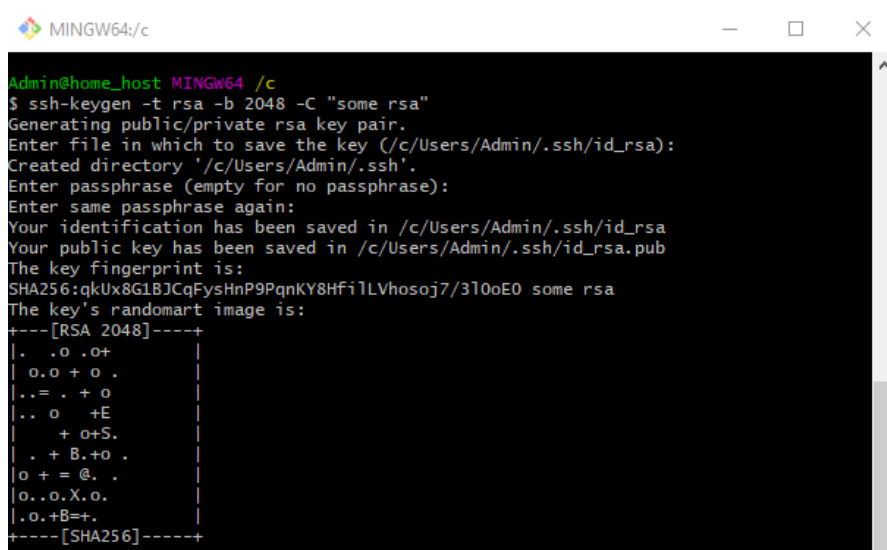 MINGW64:/c
Admin@home_host MINGW64 /c
$ ssh-keygen -t rsa -b 2048 -C "some rsa"
Generating public/private rsa key pair.
Enter file in which to save the key (/c/Users/Admin/.ssh/id_rsa):
Created directory '/c/Users/Admin/.ssh'.
Enter passphrase (empty for no passphrase):
Enter same passphrase again:
Your identification has been saved in /c/Users/Admin/.ssh/id_rsa
Your public key has been saved in /c/Users/Admin/.ssh/id_rsa.pub
The key fingerprint is:
SHA256:qkUx8G1BJCqFysHnP9PqnKY8HfilLVhosoj7/3lOoE0 some rsa
The key's randomart image is:
+---[RSA 2048]----+
|.  .o .o+        |
| o.o + o .       |
|..= . + o        |
|.. o   +E        |
|    + o+S.       |
| . + B.+o .      |
|o + = @. .       |
|o..o.X.o.        |
|.o.+B=+.         |
+----[SHA256]-----+